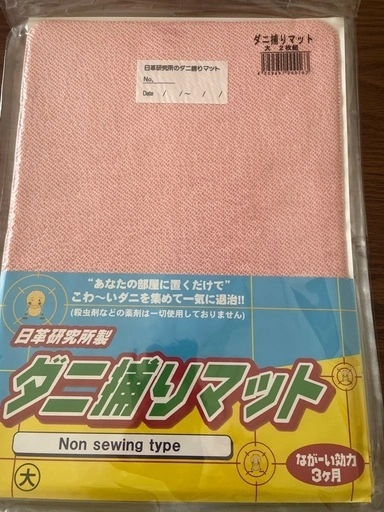 ダニ捕りマット
大 2枚組
日革研究所のダニ捕りマット
No.
Date / / ～ / /
"あなたの部屋に置くだけで"
こわ〜いダニを集めて一気に退治!!
(殺虫剤などの薬剤は一切使用しておりません)
日革研究所製
ダニ捕りマット
Non sewing type
大
ながーい効力
3ヶ月